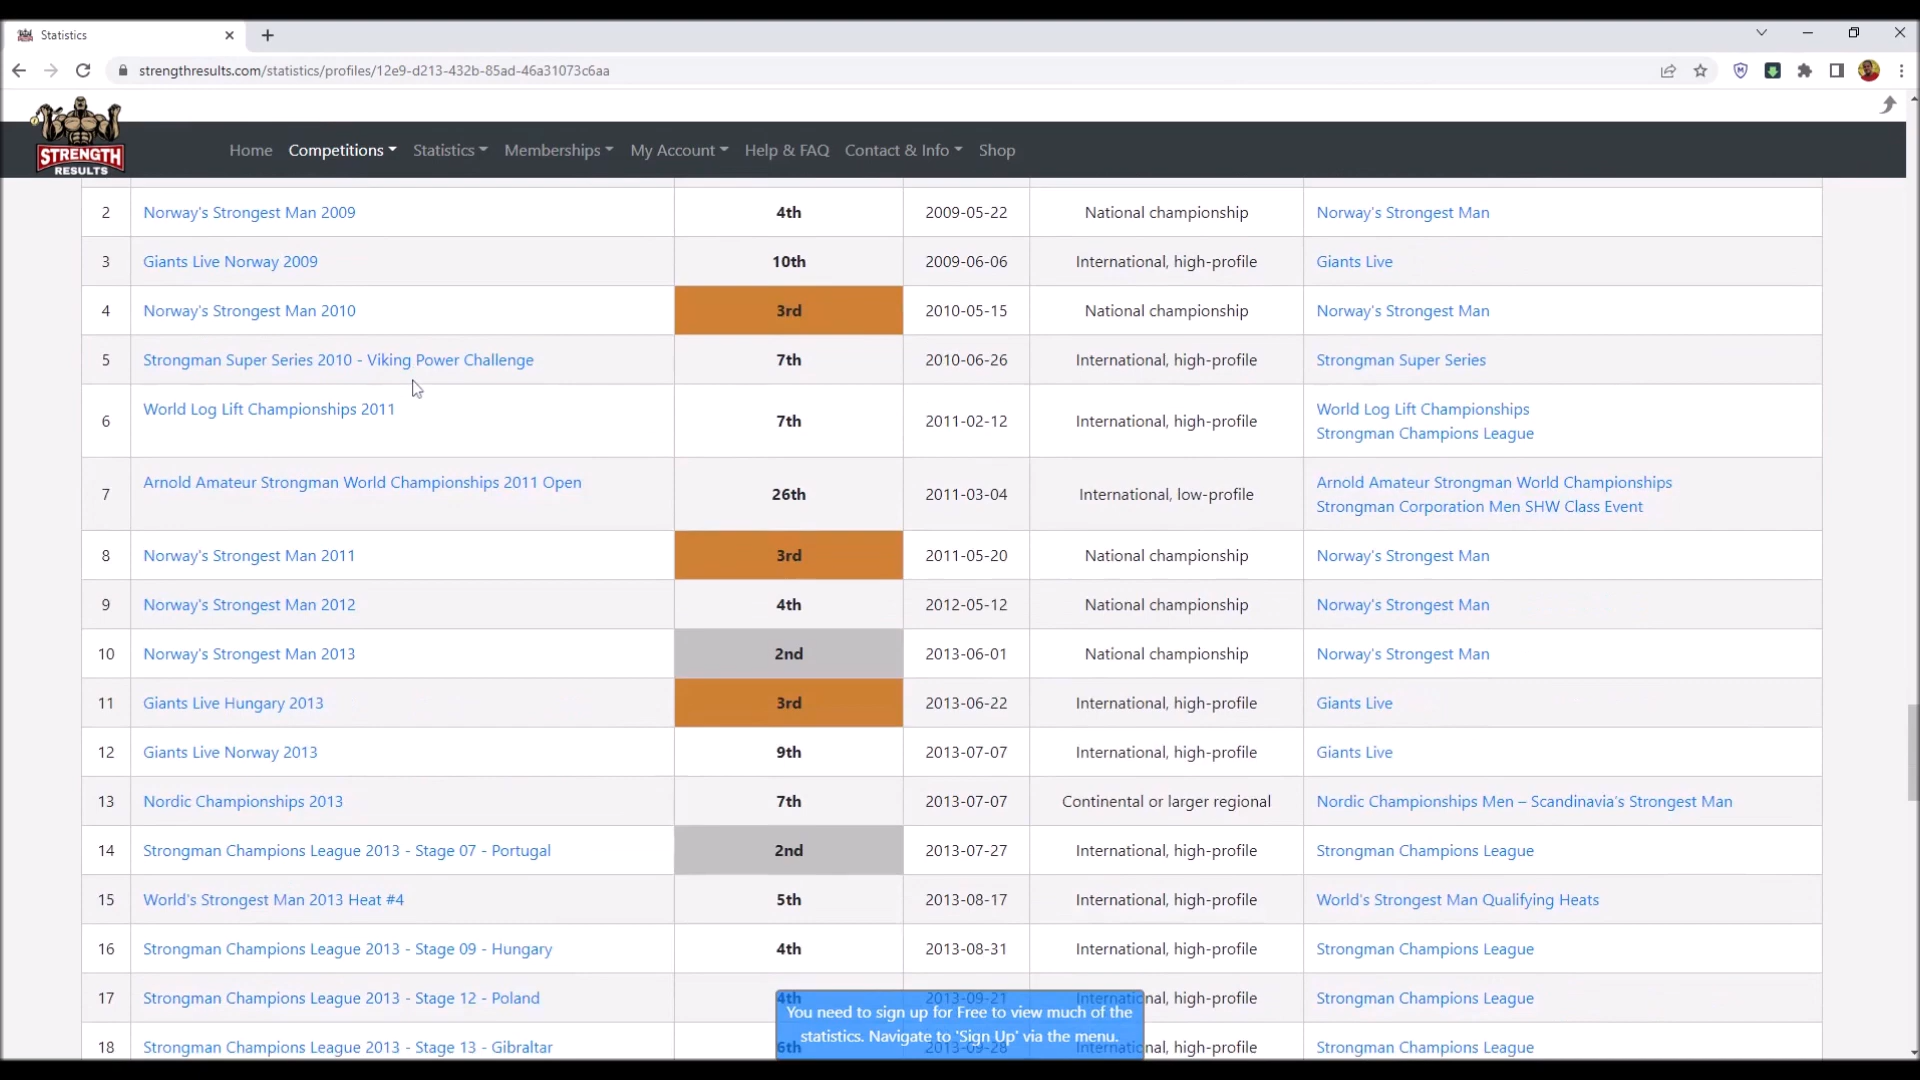 Statistics
strengthresults.com/statistics/profiles/12e9-d213-432b-85ad-46a31073c6aa
STRENGTH
RESULTS
Home Competitions Statistics Memberships My Account Help & FAQ Contact & Info Shop
2 Norway's Strongest Man 2009 4th 2009-05-22 National championship Norway's Strongest Man
3 Giants Live Norway 2009 10th 2009-06-06 International, high-profile Giants Live
4 Norway's Strongest Man 2010 3rd 2010-05-15 National championship Norway's Strongest Man
5 Strongman Super Series 2010 - Viking Power Challenge 7th 2010-06-26 International, high-profile Strongman Super Series
6 World Log Lift Championships 2011 7th 2011-02-12 International, high-profile World Log Lift Championships
Strongman Champions League
7 Arnold Amateur Strongman World Championships 2011 Open 26th 2011-03-04 International, low-profile Arnold Amateur Strongman World Championships
Strongman Corporation Men SHW Class Event
8 Norway's Strongest Man 2011 3rd 2011-05-20 National championship Norway's Strongest Man
9 Norway's Strongest Man 2012 4th 2012-05-12 National championship Norway's Strongest Man
10 Norway's Strongest Man 2013 2nd 2013-06-01 National championship Norway's Strongest Man
11 Giants Live Hungary 2013 3rd 2013-06-22 International, high-profile Giants Live
12 Giants Live Norway 2013 9th 2013-07-07 International, high-profile Giants Live
13 Nordic Championships 2013 7th 2013-07-07 Continental or larger regional Nordic Championships Men – Scandinavia's Strongest Man
14 Strongman Champions League 2013 - Stage 07 - Portugal 2nd 2013-07-27 International, high-profile Strongman Champions League
15 World's Strongest Man 2013 Heat #4 5th 2013-08-17 International, high-profile World's Strongest Man Qualifying Heats
16 Strongman Champions League 2013 - Stage 09 - Hungary 4th 2013-08-31 International, high-profile Strongman Champions League
17 Strongman Champions League 2013 - Stage 12 - Poland 4th 2013-09-21 International, high-profile Strongman Champions League
You need to sign up for Free to view much of the
statistics. Navigate to 'Sign Up' via the menu.
18 Strongman Champions League 2013 - Stage 13 - Gibraltar 6th 2013-09-28 International, high-profile Strongman Champions League